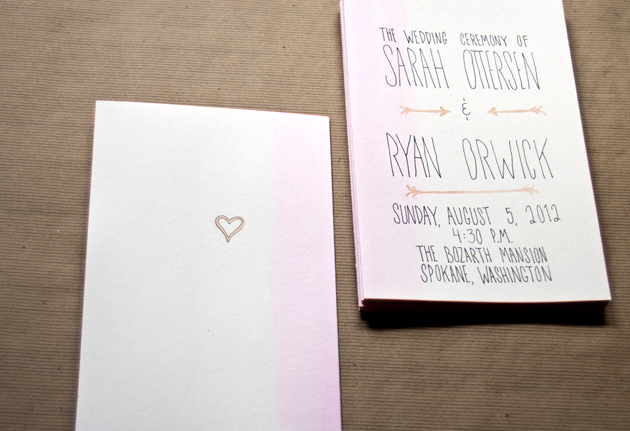 THE WEDDING CEREMONY OF
SARAH OTTERSEN
&
RYAN ORWICK
SUNDAY, AUGUST 5, 2012
4:30 P.M.
THE BOZARTH MANSION
SPOKANE, WASHINGTON